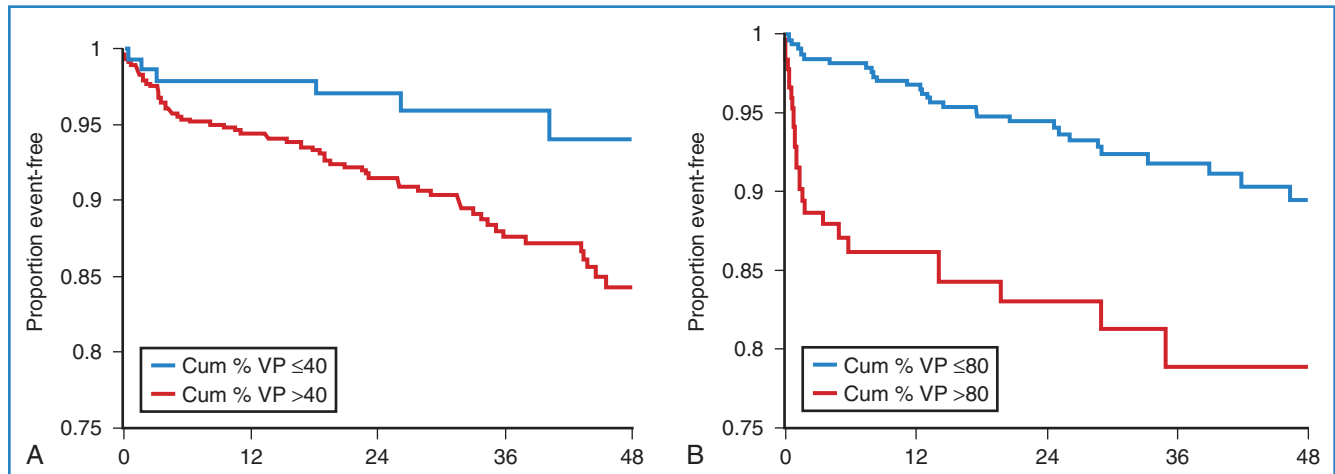 Proportion event-free
1
0.95
0.9
0.85
0.8
0.75
Cum % VP ≤40
Cum % VP >40
A
0 12 24 36 48
Proportion event-free
1
0.95
0.9
0.85
0.8
0.75
Cum % VP ≤80
Cum % VP >80
B
0 12 24 36 48